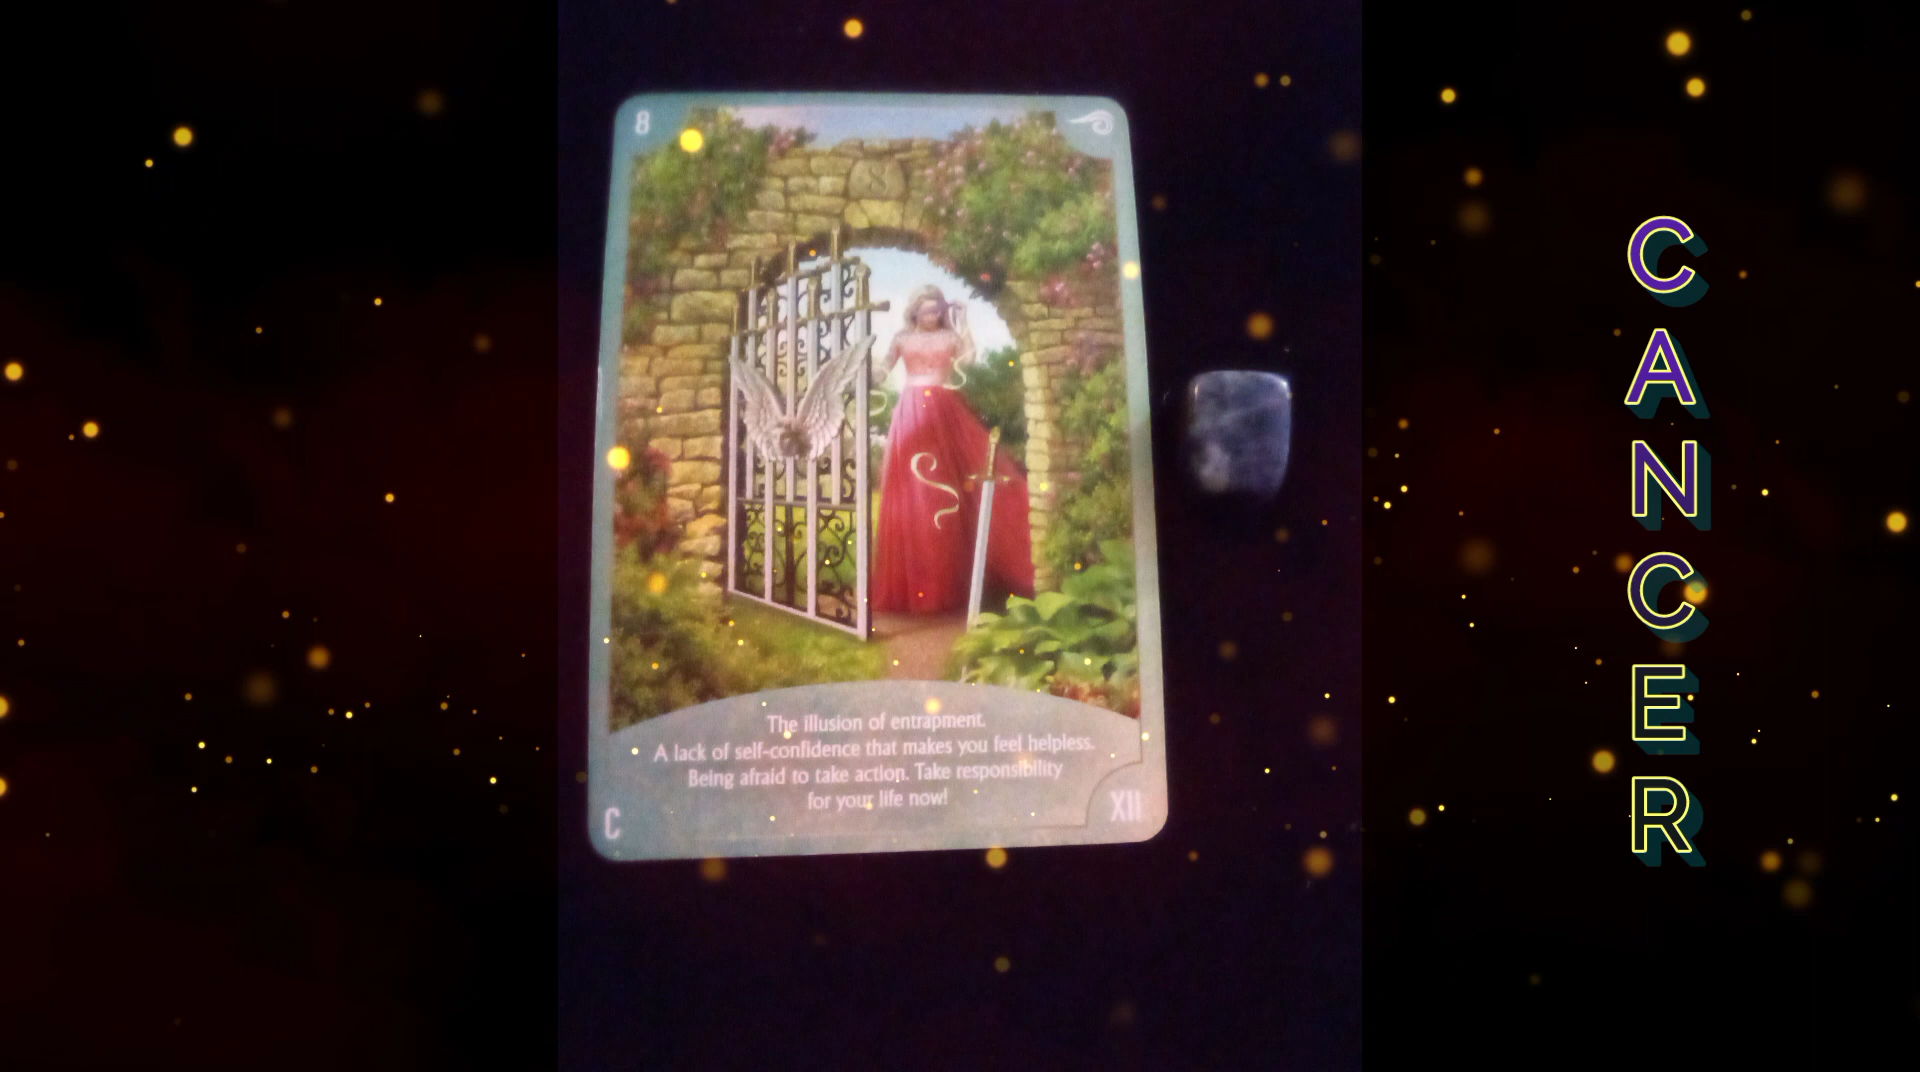 8
8
The illusion of entrapment.
A lack of self-confidence that makes you feel helpless.
Being afraid to take action. Take responsibility
for your life now!
C
XII
CANCER